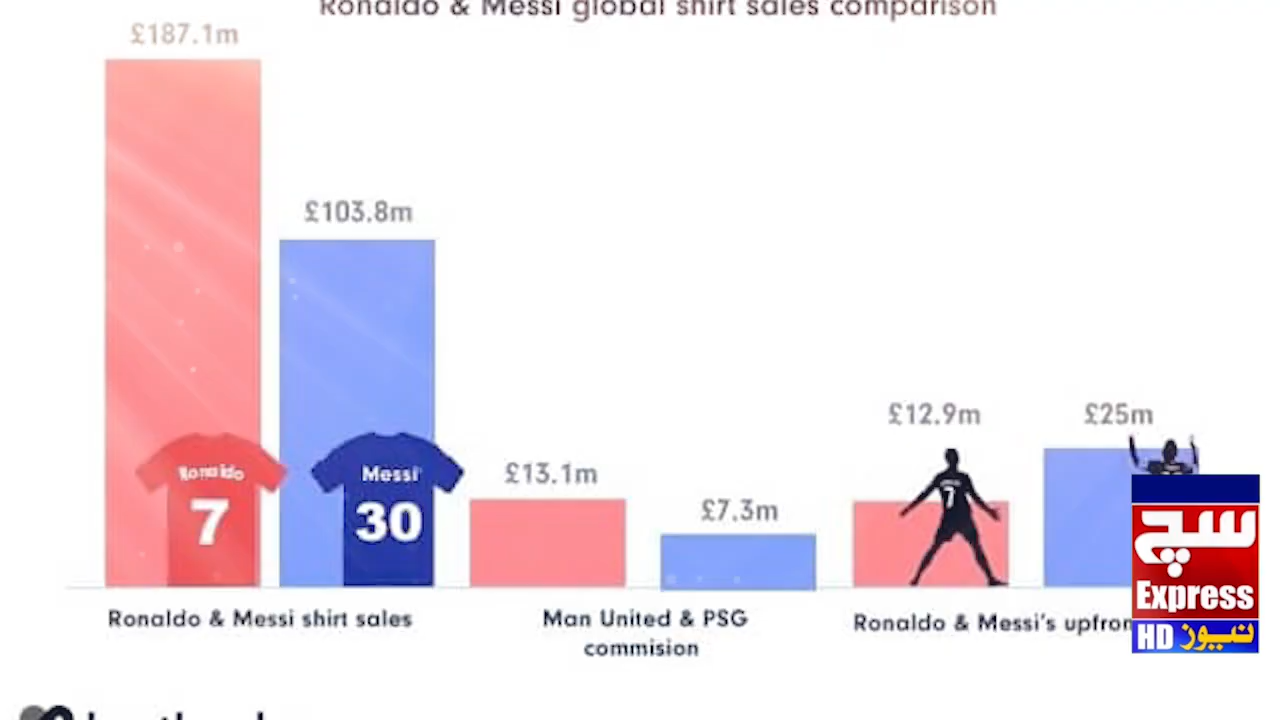 Ronaldo & Messi global shirt sales comparison
£187.1m
£103.8m
£12.9m
£25m
£13.1m
£7.3m
Ronaldo
7
Messi
30
7
سچ
Express
HD نیوز
Ronaldo & Messi shirt sales
Man United & PSG
commision
Ronaldo & Messi's upfron